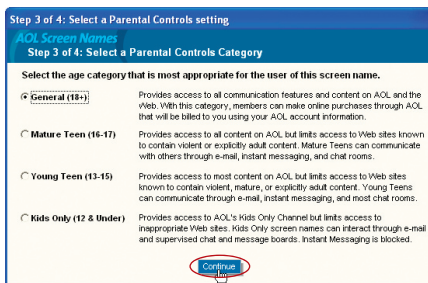 Step 3 of 4: Select a Parental Controls setting
AOL Screen Names
Step 3 of 4: Select a Parental Controls Category
Select the age category that is most appropriate for the user of this screen name.
General (18+)
Provides access to all communication features and content on AOL and the
Web. With this category, members can make online purchases through AOL
that will be billed to you using your AOL account information.
Mature Teen (16-17)
Provides access to all content on AOL but limits access to Web sites known
to contain violent or explicitly adult content. Mature Teens can communicate
with others through e-mail, instant messaging, and chat rooms.
Young Teen (13-15)
Provides access to most content on AOL but limits access to Web sites
known to contain violent, mature, or explicitly adult content. Young Teens
can communicate through e-mail, instant messaging, and most chat rooms.
Kids Only (12 & Under)
Provides access to AOL's Kids Only Channel but limits access to
inappropriate Web sites. Kids Only screen names can interact through e-mail
and supervised chat and message boards. Instant Messaging is blocked.
Continue